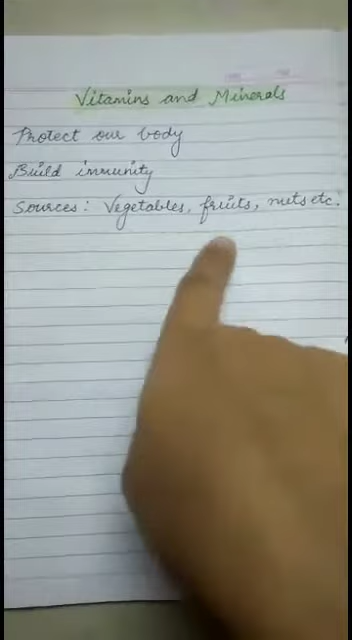 Vitamins and Minerals
Protect our body
Build immunity
Sources: Vegetables, fruits, nuts etc.